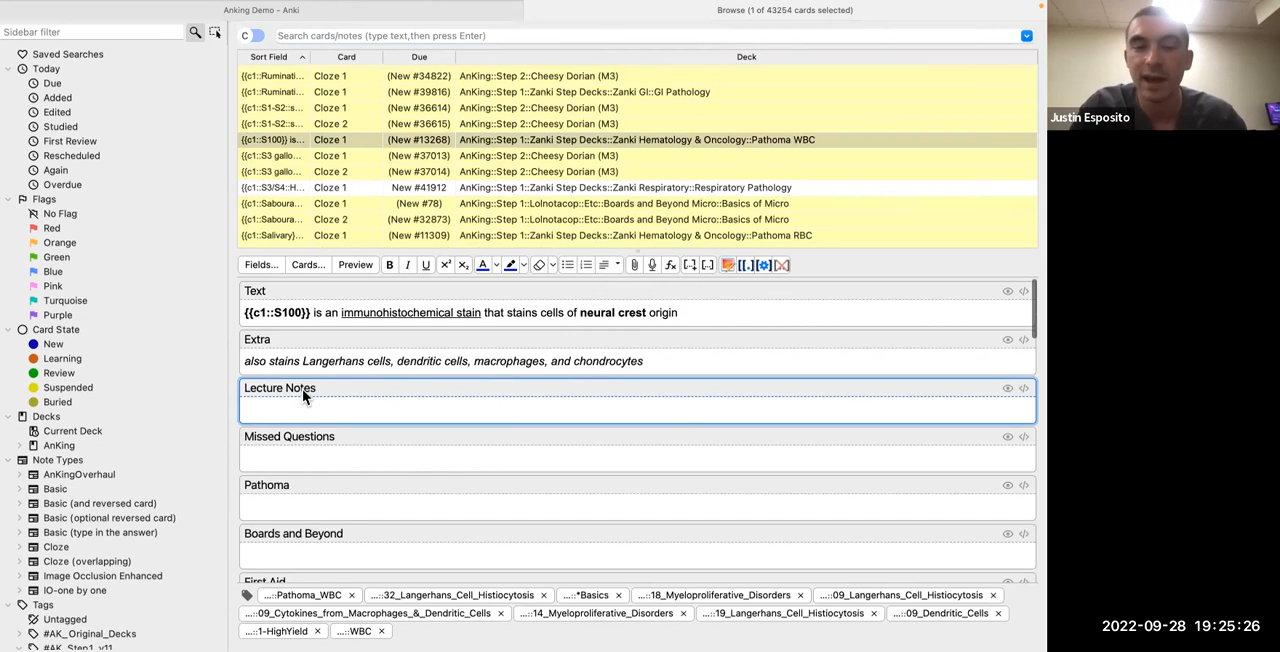 Anking Demo - Anki
Browse (1 of 43254 cards selected)
Sidebar filter
Saved Searches
Today
Due
Added
Edited
Studied
First Review
Rescheduled
Again
Overdue
Flags
No Flag
Red
Orange
Green
Blue
Pink
Turquoise
Purple
Card State
New
Learning
Review
Suspended
Buried
Decks
Current Deck
AnKing
Note Types
AnKingOverhaul
Basic
Basic (and reversed card)
Basic (optional reversed card)
Basic (type in the answer)
Cloze
Cloze (overlapping)
Image Occlusion Enhanced
IO-one by one
Tags
Untagged
#AK_Original_Decks
#AK_Step1_v11
C Search cards/notes (type text,then press Enter)
Sort Field Card Due Deck
{{c1::Ruminati... Cloze 1 (New #34822) AnKing::Step 2::Cheesy Dorian (M3)
{{c1::Ruminati... Cloze 1 (New #39816) AnKing::Step 1::Zanki Step Decks::Zanki GI::GI Pathology
{{c1::S1-S2::s... Cloze 1 (New #36614) AnKing::Step 2::Cheesy Dorian (M3)
{{c1::S1-S2::s... Cloze 2 (New #36615) AnKing::Step 2::Cheesy Dorian (M3)
{{c1::S100}} is... Cloze 1 (New #13268) AnKing::Step 1::Zanki Step Decks::Zanki Hematology & Oncology::Pathoma WBC
{{c1::S3 gallo... Cloze 1 (New #37013) AnKing::Step 2::Cheesy Dorian (M3)
{{c1::S3 gallo... Cloze 2 (New #37014) AnKing::Step 2::Cheesy Dorian (M3)
{{c1::S3/S4::H... Cloze 1 New #41912 AnKing::Step 1::Zanki Step Decks::Zanki Respiratory::Respiratory Pathology
{{c1::Saboura... Cloze 1 (New #78) AnKing::Step 1::Lolnotacop::Etc::Boards and Beyond Micro::Basics of Micro
{{c1::Saboura... Cloze 2 (New #32873) AnKing::Step 1::Lolnotacop::Etc::Boards and Beyond Micro::Basics of Micro
{{c1::Salivary}... Cloze 1 (New #11309) AnKing::Step 1::Zanki Step Decks::Zanki Hematology & Oncology::Pathoma RBC
Fields... Cards... Preview B I U X² X₂ A
Text
{{c1::S100}} is an immunohistochemical stain that stains cells of neural crest origin
Extra
also stains Langerhans cells, dendritic cells, macrophages, and chondrocytes
Lecture Notes
Missed Questions
Pathoma
Boards and Beyond
First Aid
...::Pathoma_WBC × ...::32_Langerhans_Cell_Histiocytosis × ...::*Basics × ...::18_Myeloproliferative_Disorders × ...::09_Langerhans_Cell_Histiocytosis ×
...::09_Cytokines_from_Macrophages_&_Dendritic_Cells × ...::14_Myeloproliferative_Disorders × ...::19_Langerhans_Cell_Histiocytosis × ...::09_Dendritic_Cells ×
...::1-HighYield × ...::WBC ×
Justin Esposito
2022-09-28 19:25:26